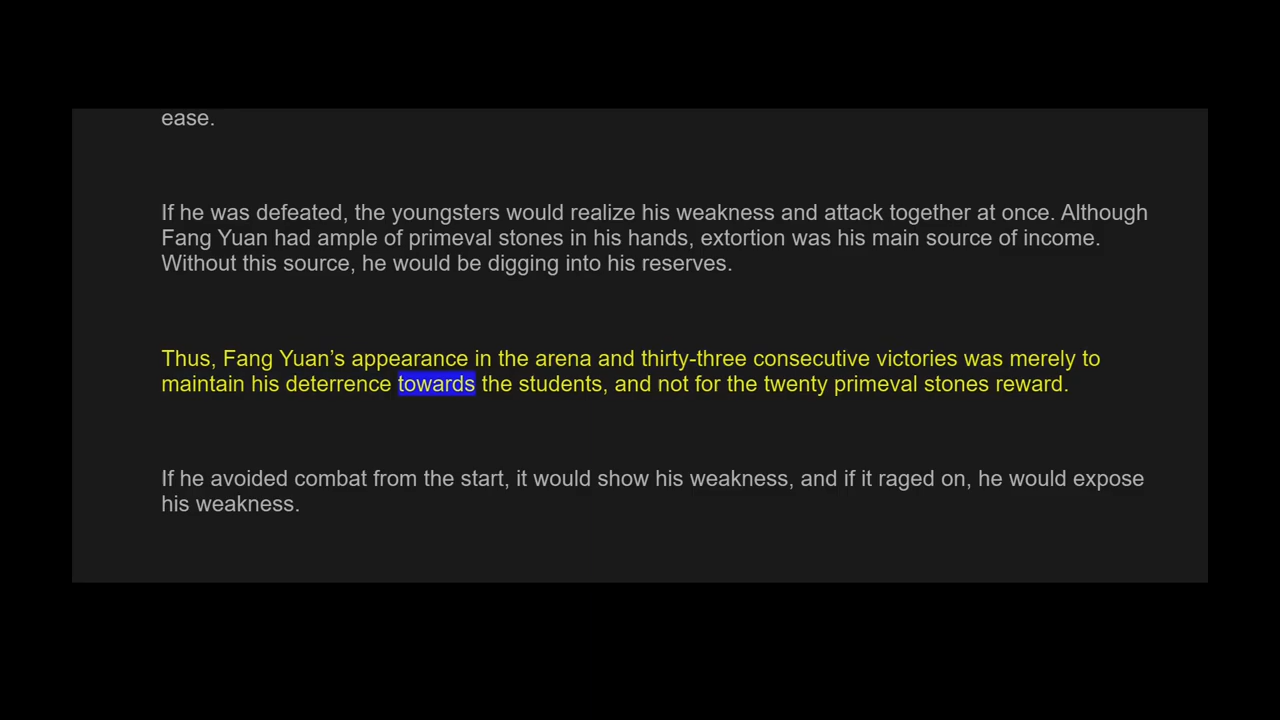 ease.
If he was defeated, the youngsters would realize his weakness and attack together at once. Although
Fang Yuan had ample of primeval stones in his hands, extortion was his main source of income.
Without this source, he would be digging into his reserves.
Thus, Fang Yuan’s appearance in the arena and thirty-three consecutive victories was merely to
maintain his deterrence towards the students, and not for the twenty primeval stones reward.
If he avoided combat from the start, it would show his weakness, and if it raged on, he would expose
his weakness.